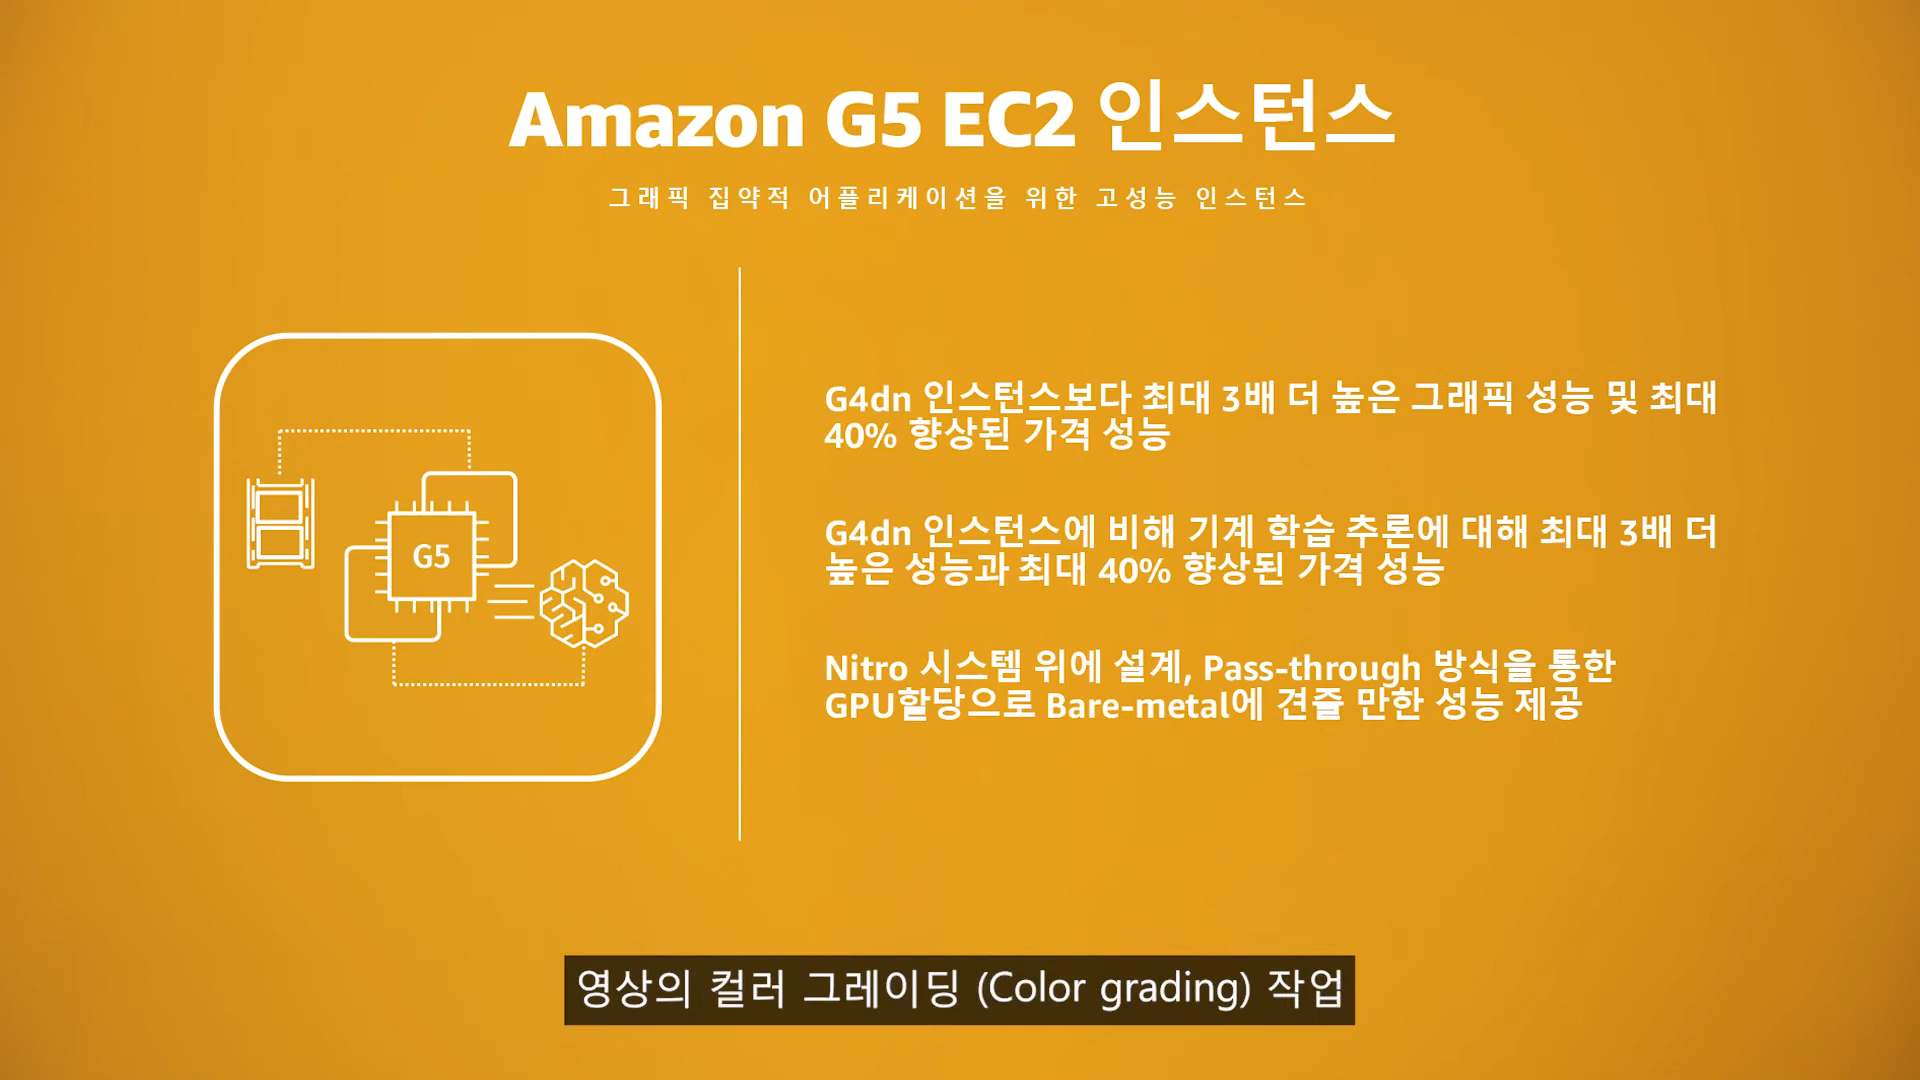 Amazon G5 EC2 인스턴스
그래픽 집약적 어플리케이션을 위한 고성능 인스턴스
G5
G4dn 인스턴스보다 최대 3배 더 높은 그래픽 성능 및 최대
40% 향상된 가격 성능
G4dn 인스턴스에 비해 기계 학습 추론에 대해 최대 3배 더
높은 성능과 최대 40% 향상된 가격 성능
Nitro 시스템 위에 설계, Pass-through 방식을 통한
GPU할당으로 Bare-metal에 견줄 만한 성능 제공
영상의 컬러 그레이딩 (Color grading) 작업